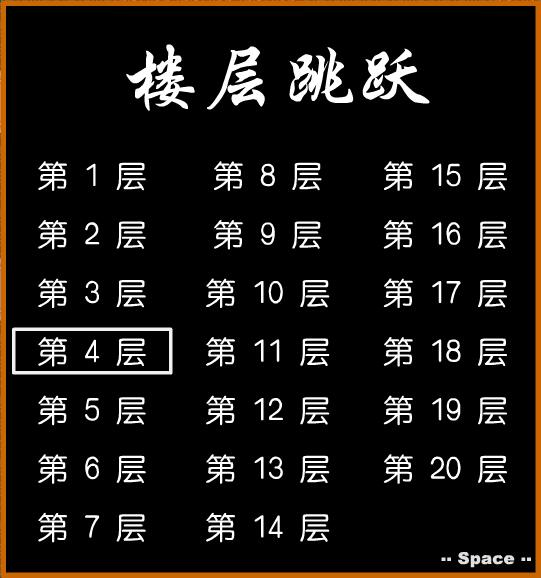 楼层跳跃
第 1 层 第 8 层 第 15 层
第 2 层 第 9 层 第 16 层
第 3 层 第 10 层 第 17 层
第 4 层 第 11 层 第 18 层
第 5 层 第 12 层 第 19 层
第 6 层 第 13 层 第 20 层
第 7 层 第 14 层
-- Space --